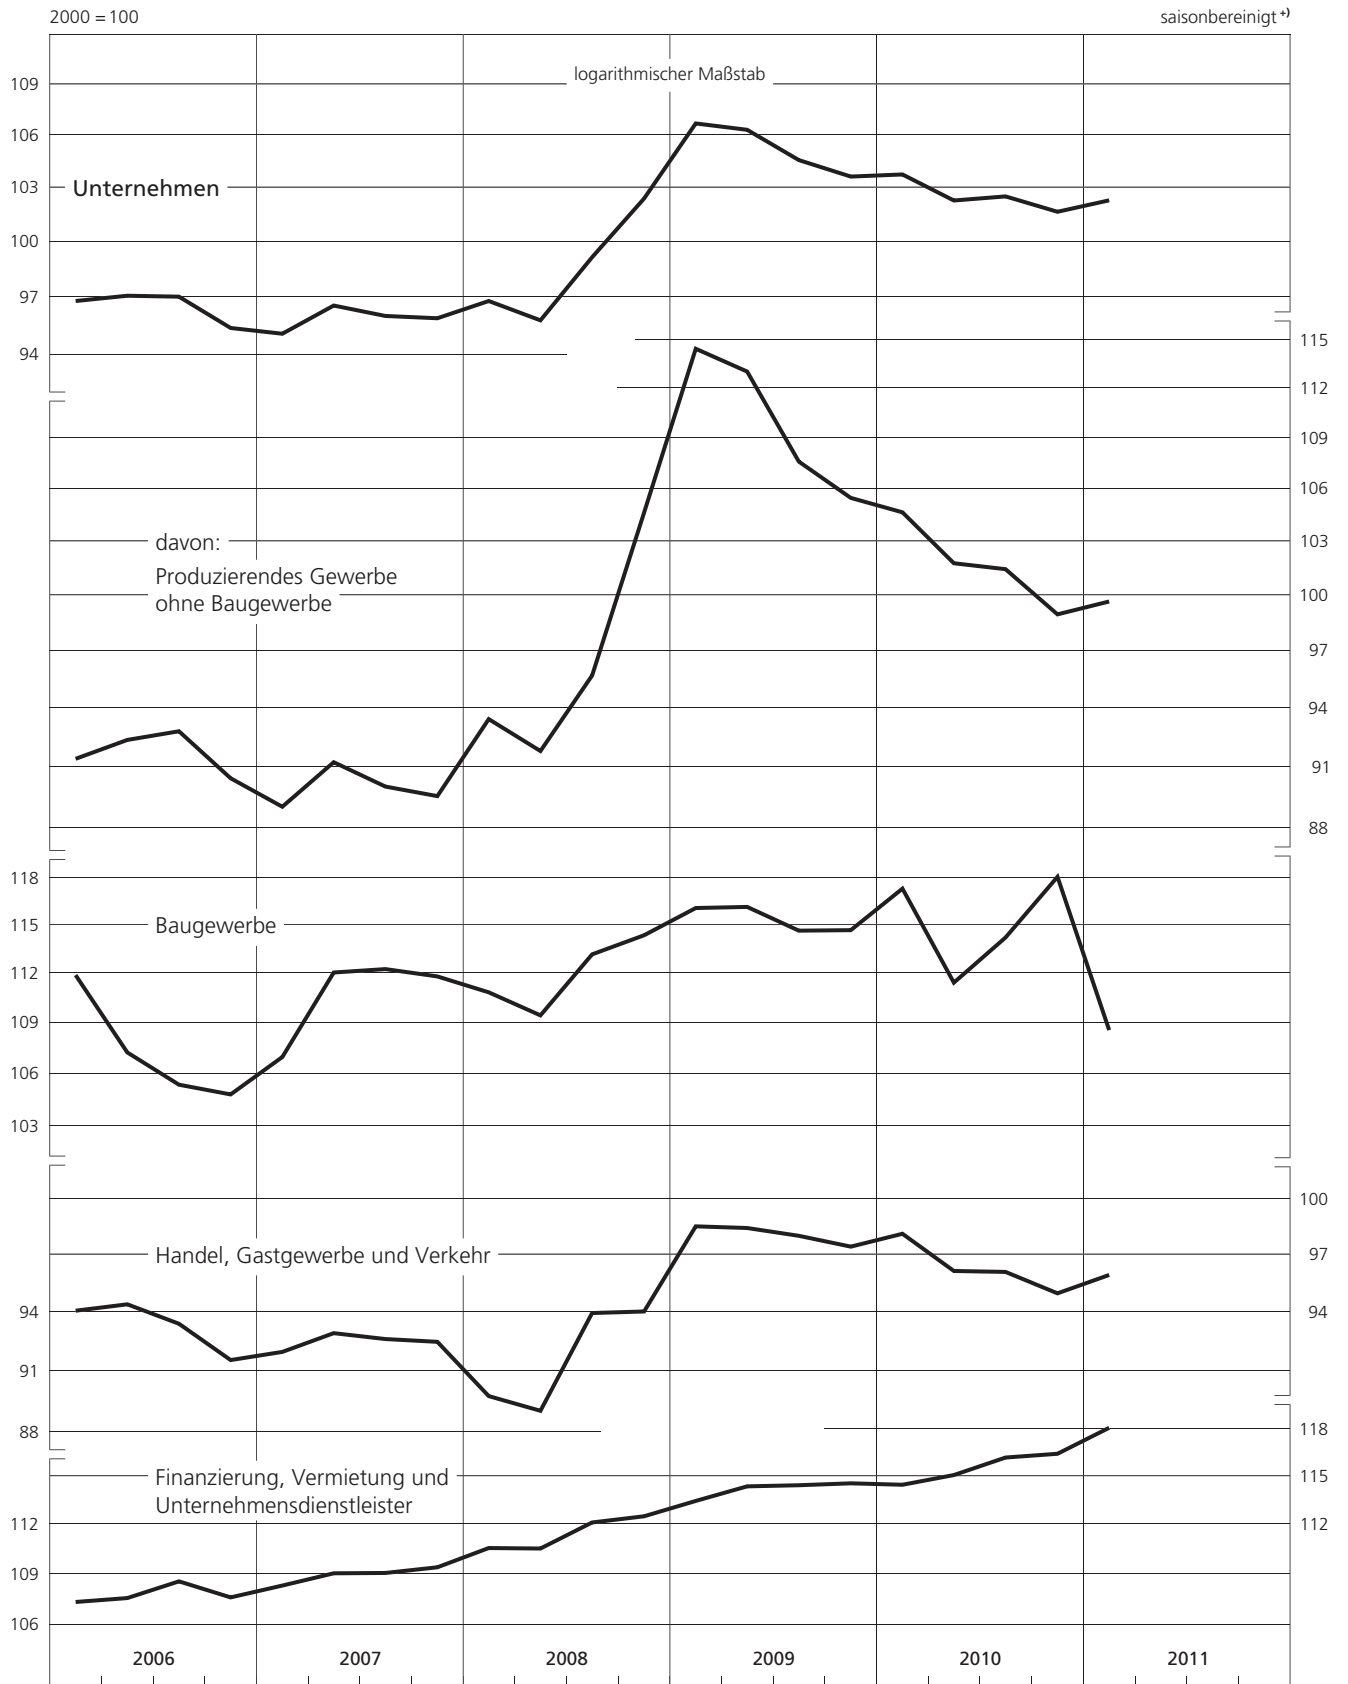 2000 = 100
saisonbereinigt +)
logarithmischer Maßstab
109
106
103
Unternehmen
100
97
94
115
112
109
106
davon:
103
Produzierendes Gewerbe
ohne Baugewerbe
100
97
94
91
88
118
115
Baugewerbe
112
109
106
103
100
Handel, Gastgewerbe und Verkehr
97
94
94
91
88
118
Finanzierung, Vermietung und
115
Unternehmensdienstleister
112
112
109
106
2006 2007 2008 2009 2010 2011